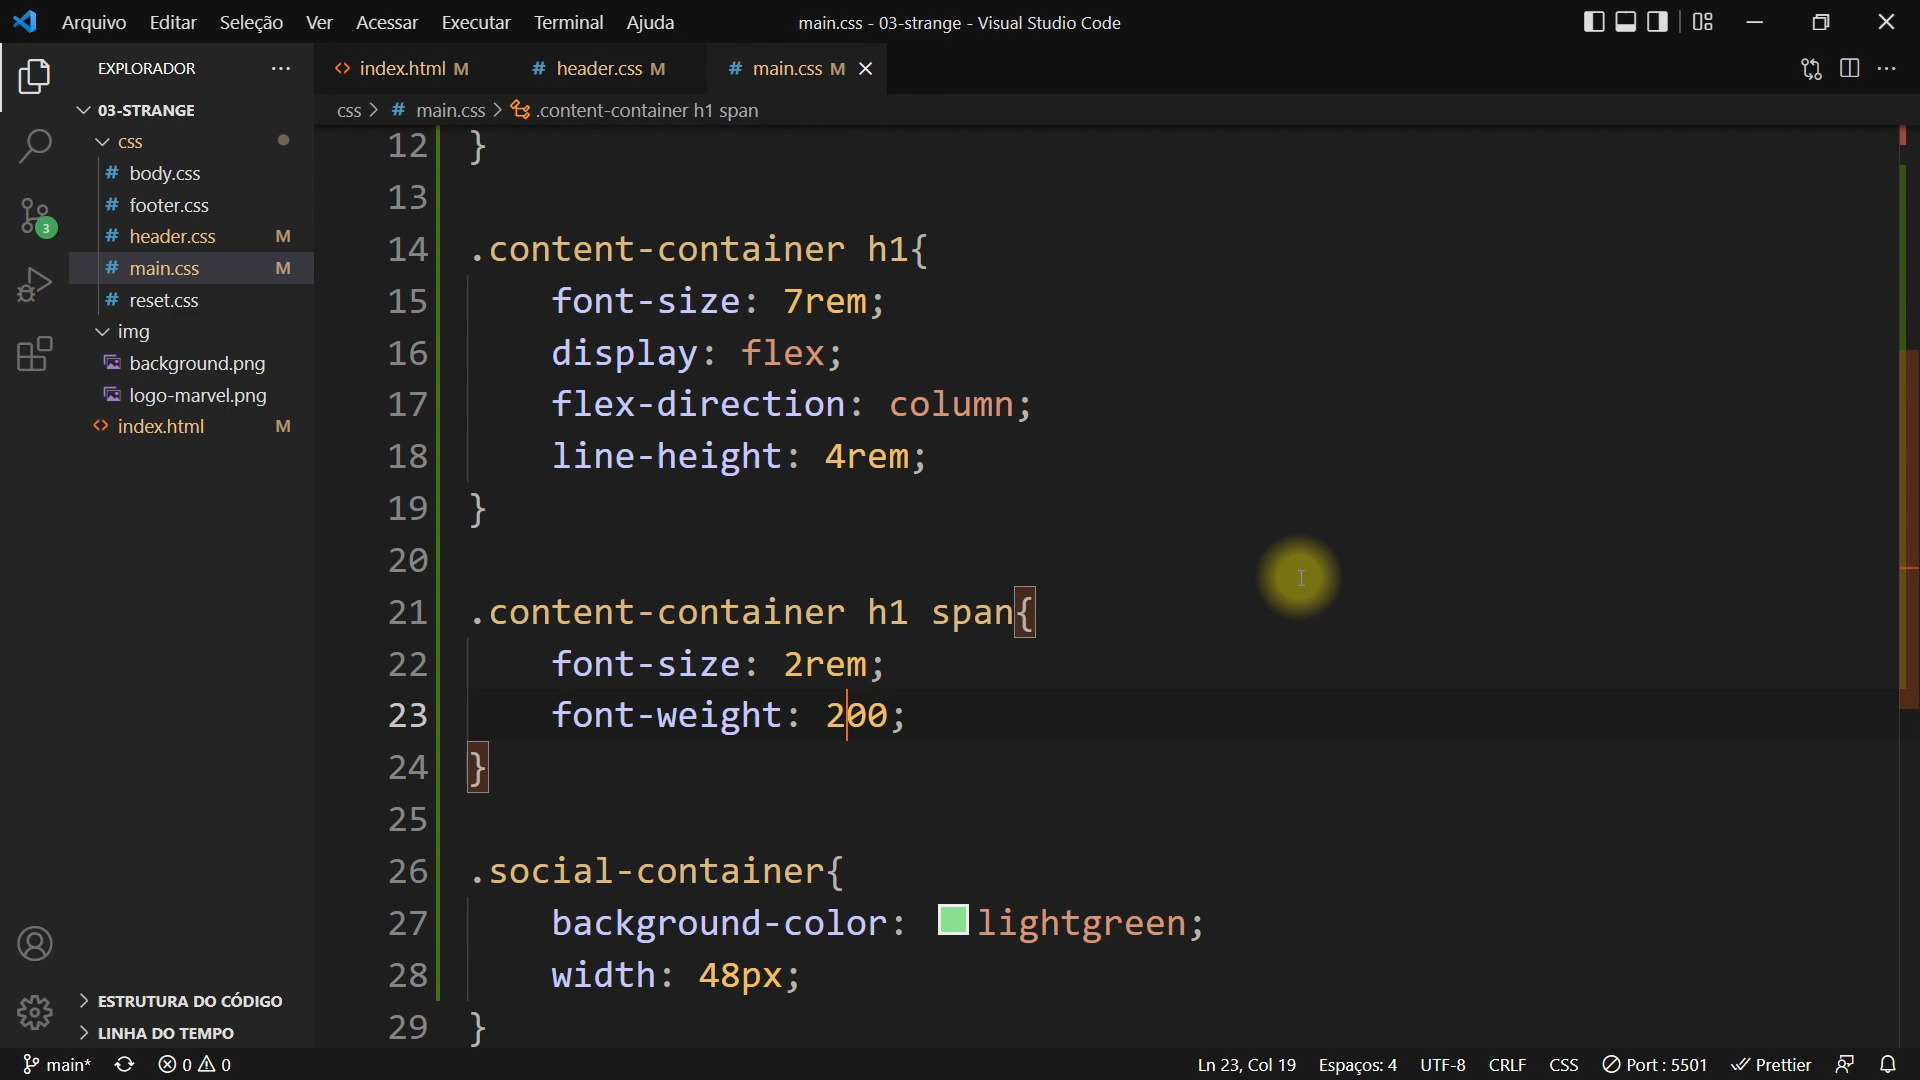 Arquivo Editar Seleção Ver Acessar Executar Terminal Ajuda main.css - 03-strange - Visual Studio Code
EXPLORADOR ··· <> index.html M # header.css M # main.css M
03-STRANGE
css > # main.css > .content-container h1 span
css
# body.css
# footer.css
# header.css M
# main.css M
# reset.css
img
background.png
logo-marvel.png
<> index.html M
3
ESTRUTURA DO CÓDIGO
LINHA DO TEMPO
12 }
13
14 .content-container h1{
15 font-size: 7rem;
16 display: flex;
17 flex-direction: column;
18 line-height: 4rem;
19 }
20
21 .content-container h1 span{
22 font-size: 2rem;
23 font-weight: 200;
24 }
25
26 .social-container{
27 background-color: lightgreen;
28 width: 48px;
29 }
main* 0 0 Ln 23, Col 19 Espaços: 4 UTF-8 CRLF CSS Port : 5501 Prettier